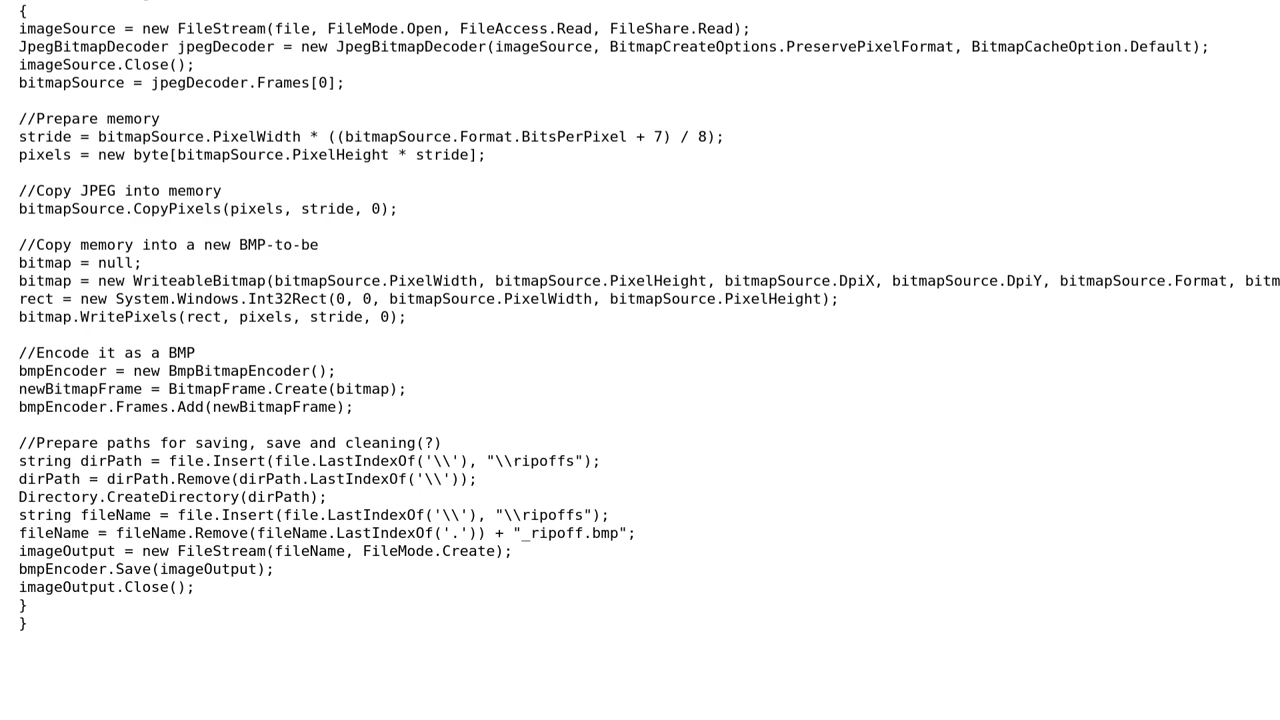 {
imageSource = new FileStream(file, FileMode.Open, FileAccess.Read, FileShare.Read);
JpegBitmapDecoder jpegDecoder = new JpegBitmapDecoder(imageSource, BitmapCreateOptions.PreservePixelFormat, BitmapCacheOption.Default);
imageSource.Close();
bitmapSource = jpegDecoder.Frames[0];

//Prepare memory
stride = bitmapSource.PixelWidth * ((bitmapSource.Format.BitsPerPixel + 7) / 8);
pixels = new byte[bitmapSource.PixelHeight * stride];

//Copy JPEG into memory
bitmapSource.CopyPixels(pixels, stride, 0);

//Copy memory into a new BMP-to-be
bitmap = null;
bitmap = new WriteableBitmap(bitmapSource.PixelWidth, bitmapSource.PixelHeight, bitmapSource.DpiX, bitmapSource.DpiY, bitmapSource.Format, bitm
rect = new System.Windows.Int32Rect(0, 0, bitmapSource.PixelWidth, bitmapSource.PixelHeight);
bitmap.WritePixels(rect, pixels, stride, 0);

//Encode it as a BMP
bmpEncoder = new BmpBitmapEncoder();
newBitmapFrame = BitmapFrame.Create(bitmap);
bmpEncoder.Frames.Add(newBitmapFrame);

//Prepare paths for saving, save and cleaning(?)
string dirPath = file.Insert(file.LastIndexOf('\\'), "\\ripoffs");
dirPath = dirPath.Remove(dirPath.LastIndexOf('\\'));
Directory.CreateDirectory(dirPath);
string fileName = file.Insert(file.LastIndexOf('\\'), "\\ripoffs");
fileName = fileName.Remove(fileName.LastIndexOf('.')) + "_ripoff.bmp";
imageOutput = new FileStream(fileName, FileMode.Create);
bmpEncoder.Save(imageOutput);
imageOutput.Close();
}
}